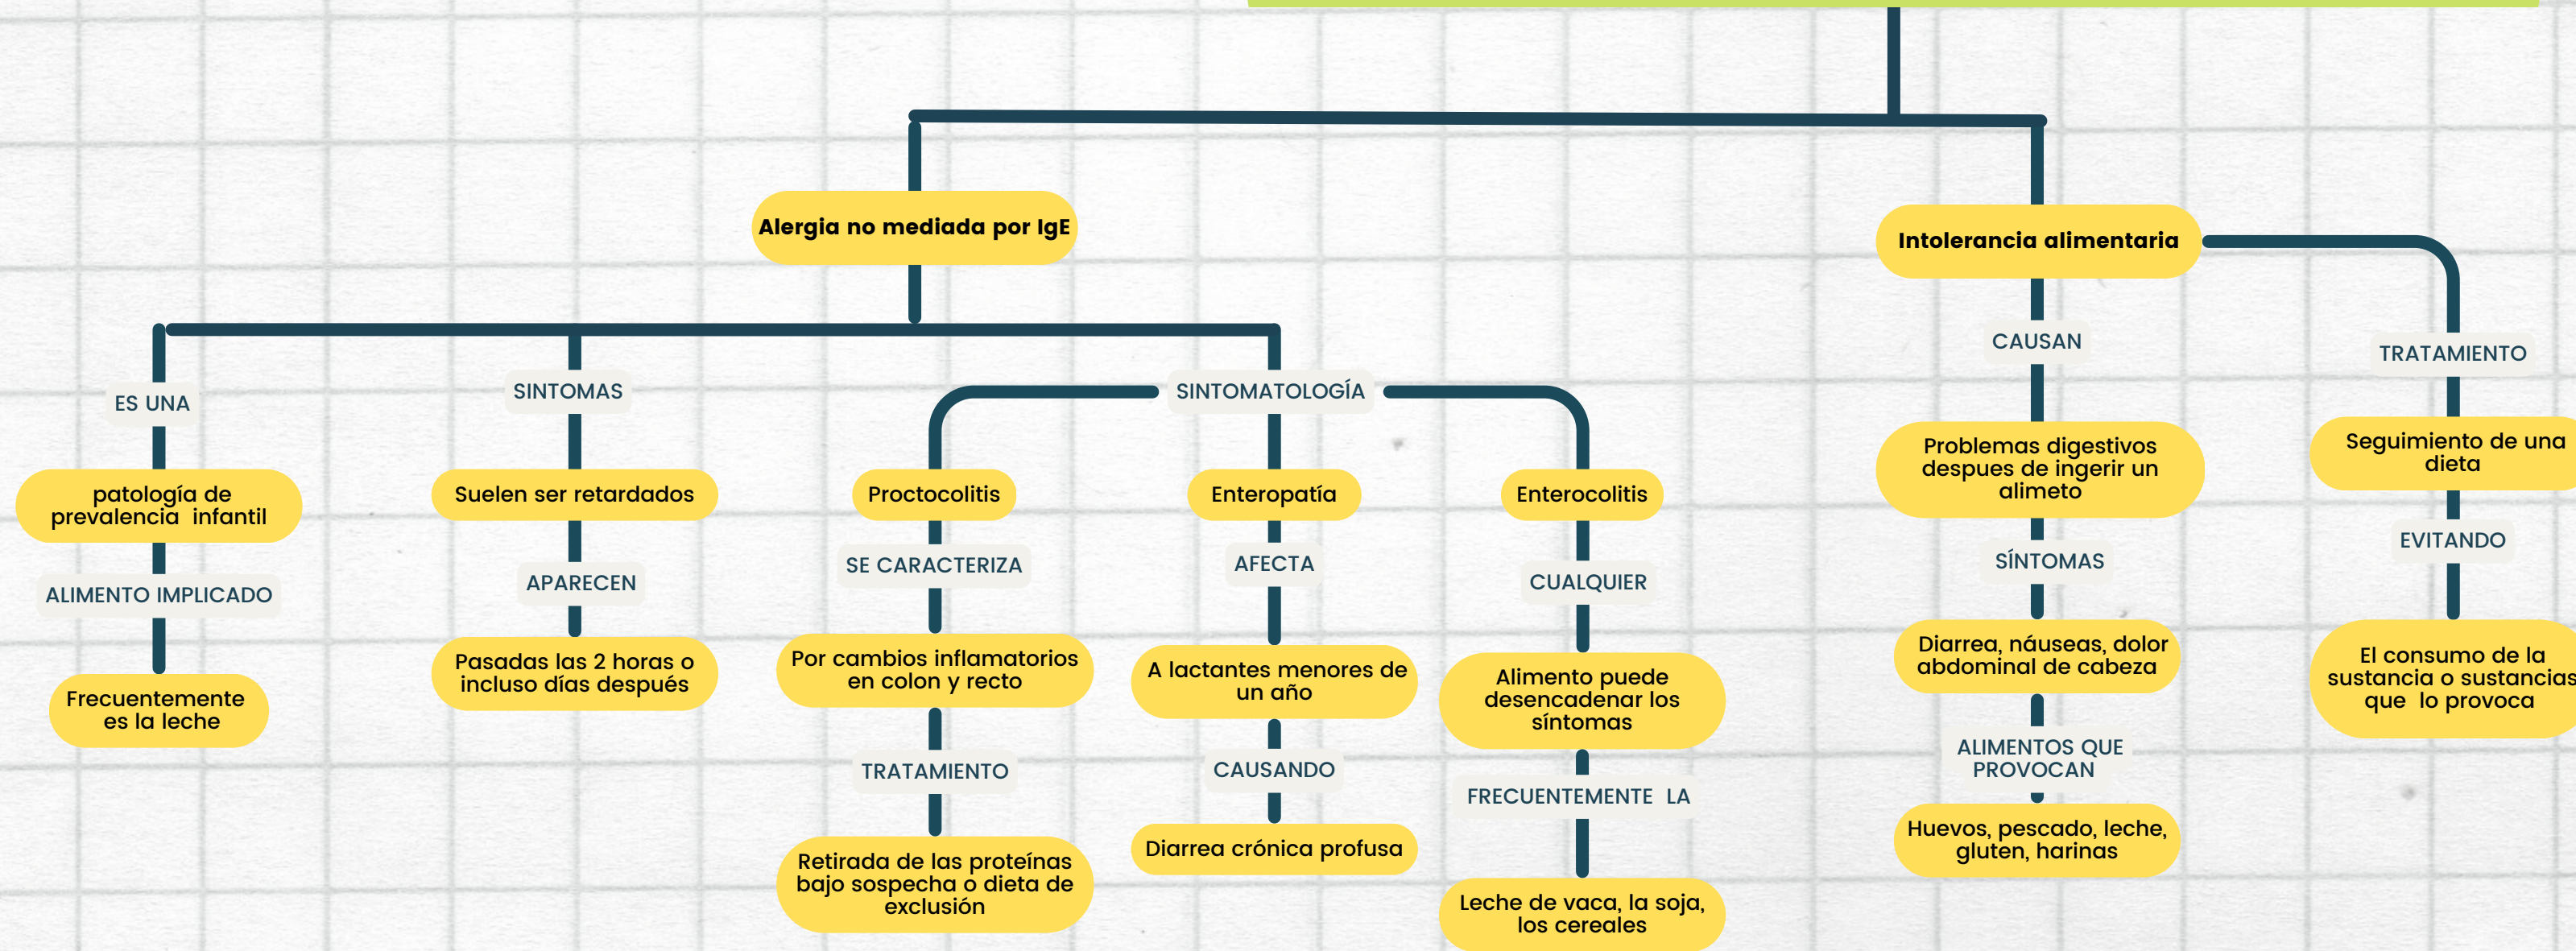 Alergia no mediada por IgE
ES UNA
patología de
prevalencia  infantil
ALIMENTO IMPLICADO
Frecuentemente
es la leche
SINTOMAS
Suelen ser retardados
APARECEN
Pasadas las 2 horas o
incluso días después
SINTOMATOLOGÍA
Proctocolitis
SE CARACTERIZA
Por cambios inflamatorios
en colon y recto
TRATAMIENTO
Retirada de las proteínas
bajo sospecha o dieta de
exclusión
Enteropatía
AFECTA
A lactantes menores de
un año
CAUSANDO
Diarrea crónica profusa
Enterocolitis
CUALQUIER
Alimento puede
desencadenar los
síntomas
FRECUENTEMENTE  LA
Leche de vaca, la soja,
los cereales
Intolerancia alimentaria
CAUSAN
Problemas digestivos
despues de ingerir un
alimeto
SÍNTOMAS
Diarrea, náuseas, dolor
abdominal de cabeza
ALIMENTOS QUE
PROVOCAN
Huevos, pescado, leche,
gluten, harinas
TRATAMIENTO
Seguimiento de una
dieta
EVITANDO
El consumo de la
sustancia o sustancias
que  lo provoca